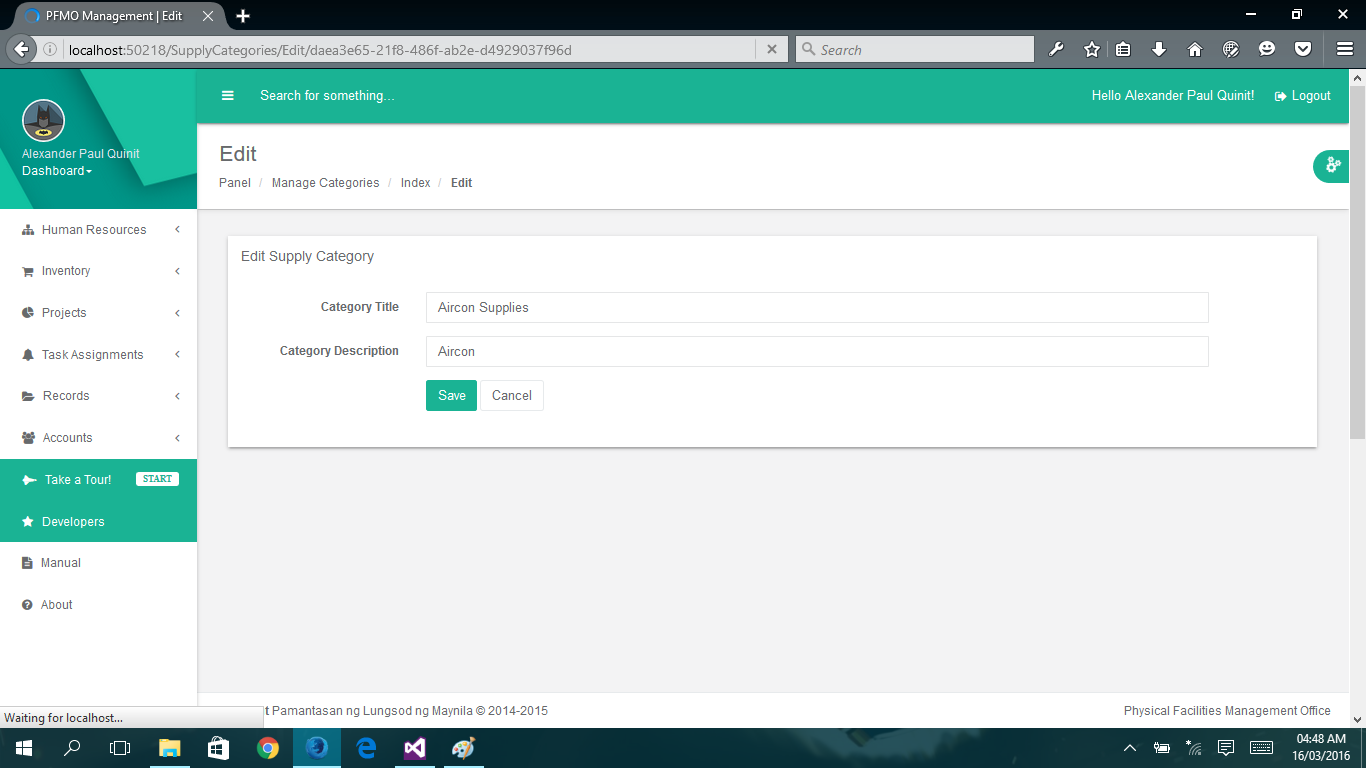 PFMO Management | Edit
localhost:50218/SupplyCategories/Edit/daea3e65-21f8-486f-ab2e-d4929037f96d
Search
Search for something...
Hello Alexander Paul Quinit!
Logout
Alexander Paul Quinit
Dashboard
Edit
Panel / Manage Categories / Index / Edit
Human Resources
Inventory
Projects
Task Assignments
Records
Accounts
Take a Tour! START
Developers
Manual
About
Edit Supply Category
Category Title Aircon Supplies
Category Description Aircon
Save Cancel
t Pamantasan ng Lungsod ng Maynila © 2014-2015
Physical Facilities Management Office
Waiting for localhost...
04:48 AM
16/03/2016